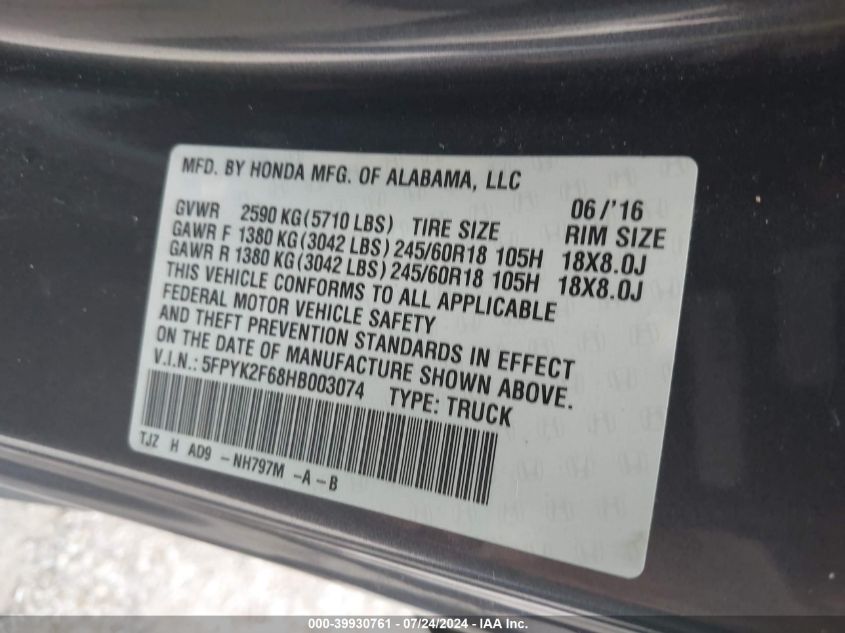 MFD. BY HONDA MFG. OF ALABAMA, LLC
GVWR 2590 KG (5710 LBS) TIRE SIZE 06/'16 RIM SIZE
GAWR F 1380 KG (3042 LBS) 245/60R18 105H 18X8.0J
GAWR R 1380 KG (3042 LBS) 245/60R18 105H 18X8.0J
THIS VEHICLE CONFORMS TO ALL APPLICABLE
FEDERAL MOTOR VEHICLE SAFETY
AND THEFT PREVENTION STANDARDS IN EFFECT
ON THE DATE OF MANUFACTURE SHOWN ABOVE.
V.I.N.: 5FPYK2F68HB003074 TYPE: TRUCK
TJZ H AD9 - NH797M - A - B
000-39930761 - 07/24/2024 - IAA Inc.